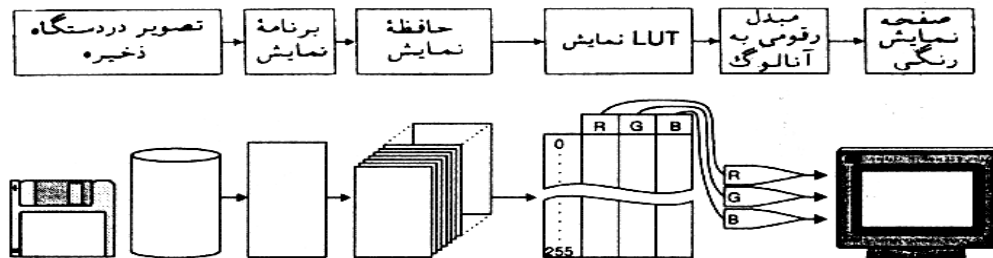 تصویر دردستگاه
ذخیره
برنامهٔ
نمایش
حافظهٔ
نمایش
LUT نمایش
مبدل
رقومی به
آنالوگ
صفحه
نمایش
رنگی
R G B
0
255
R
G
B